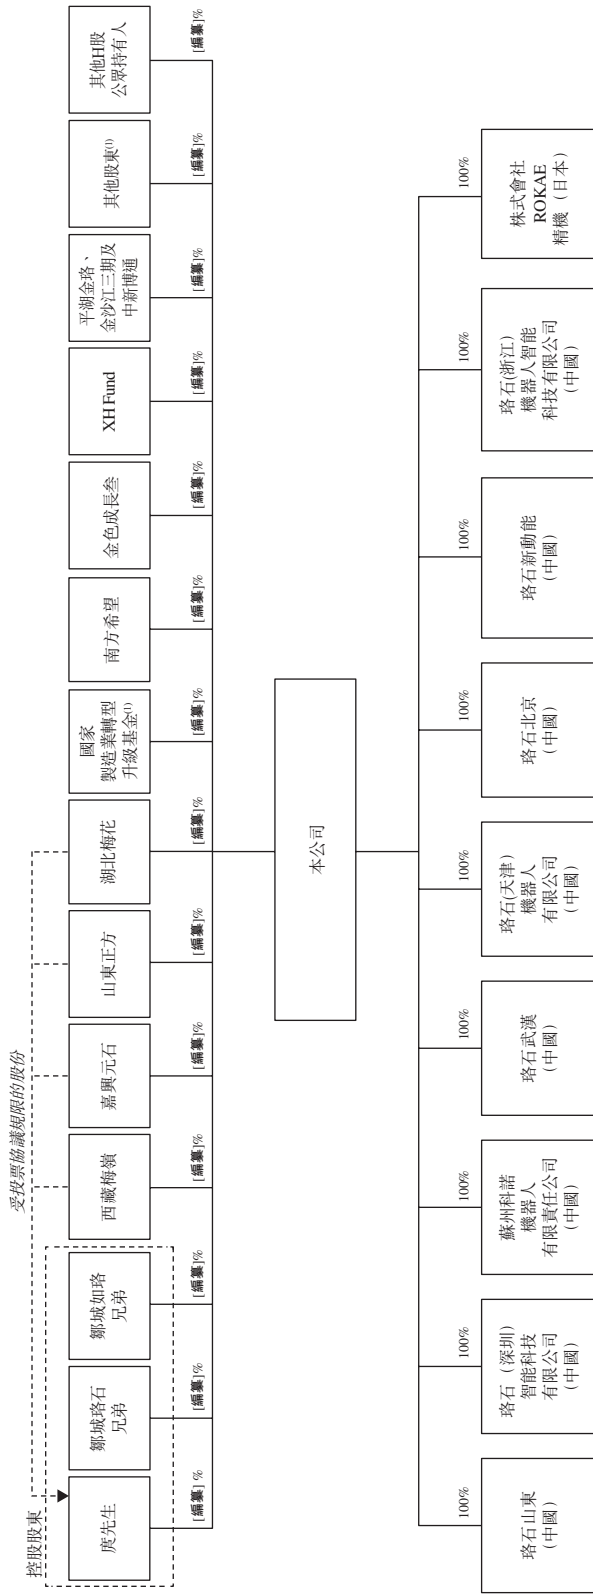 受投票協議規限的股份
控股股東
庹先生
鄒城珞石
兄弟
鄒城如珞
兄弟
西藏梅嶺
嘉興元石
山東正方
湖北梅花
國家
製造業轉型
升級基金(1)
南方希望
金色成長叁
XH Fund
平湖金珞、
金沙江三期及
中新博通
其他股東(1)
其他H股
公眾持有人
[編纂] %
[編纂]%
[編纂]%
[編纂]%
[編纂]%
[編纂]%
[編纂]%
[編纂]%
[編纂]%
[編纂]%
[編纂]%
[編纂]%
[編纂]%
[編纂]%
本公司
100%
100%
100%
100%
100%
100%
100%
100%
100%
珞石山東
（中國）
珞石（深圳）
智能科技
有限公司
（中國）
蘇州科諾
機器人
有限責任公司
（中國）
珞石武漢
（中國）
珞石(天津）
機器人
有限公司
（中國）
珞石北京
（中國）
珞石新動能
（中國）
珞石(浙江）
機器人智能
科技有限公司
（中國）
株式會社
ROKAE
精機（日本）